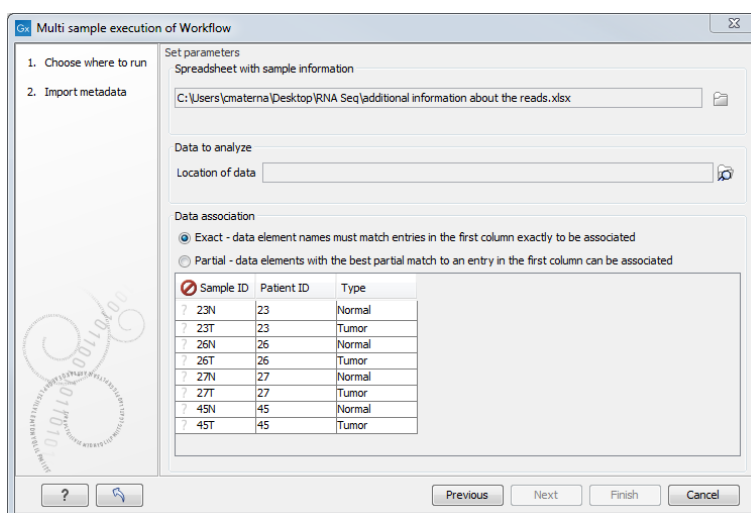 Gx Multi sample execution of Workflow
1. Choose where to run
2. Import metadata
Set parameters
Spreadsheet with sample information
C:\Users\cmaterna\Desktop\RNA Seq\additional information about the reads.xlsx
Data to analyze
Location of data
Data association
Exact - data element names must match entries in the first column exactly to be associated
Partial - data elements with the best partial match to an entry in the first column can be associated
Sample ID Patient ID Type
? 23N 23 Normal
? 23T 23 Tumor
? 26N 26 Normal
? 26T 26 Tumor
? 27N 27 Normal
? 27T 27 Tumor
? 45N 45 Normal
? 45T 45 Tumor
? Previous Next Finish Cancel